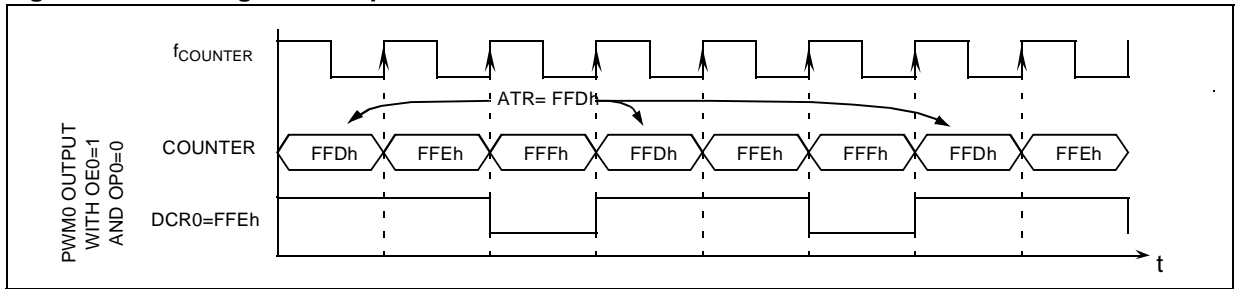 fCOUNTER
ATR= FFDh
COUNTER
FFDh FFEh FFFh FFDh FFEh FFFh FFDh FFEh
DCR0=FFEh
PWM0 OUTPUT
WITH OE0=1
AND OP0=0
t